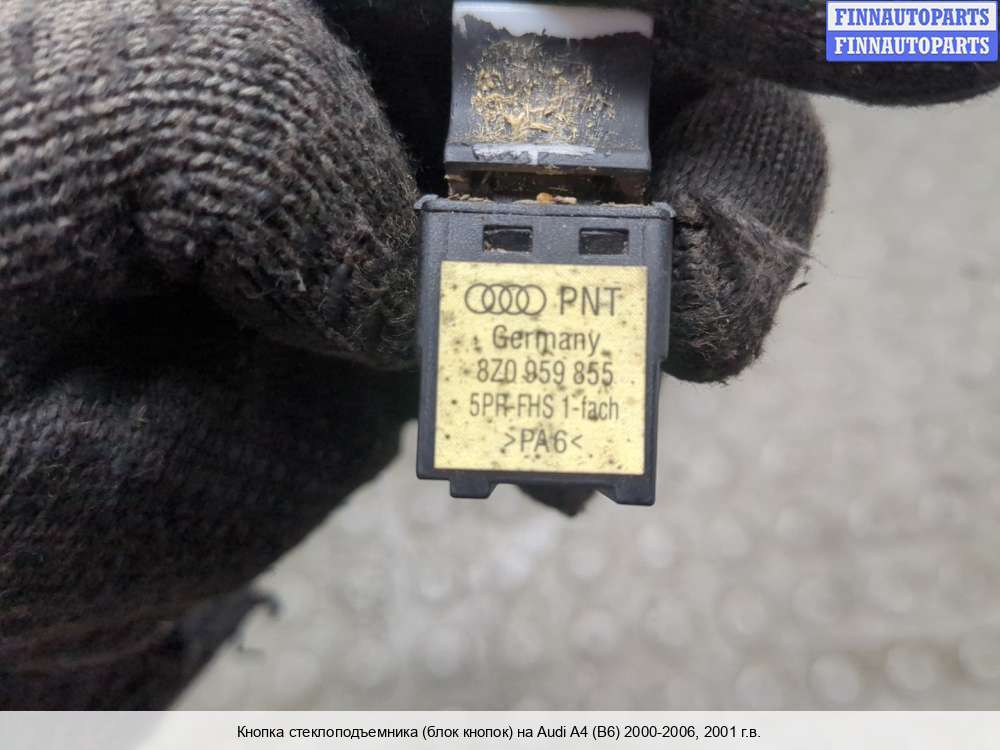 FINNAUTOPARTS
FINNAUTOPARTS
PNT
Germany
8Z0 959 855
5PR-FHS 1-fach
>PA6<
Кнопка стеклоподъемника (блок кнопок) на Audi A4 (B6) 2000-2006, 2001 г.в.